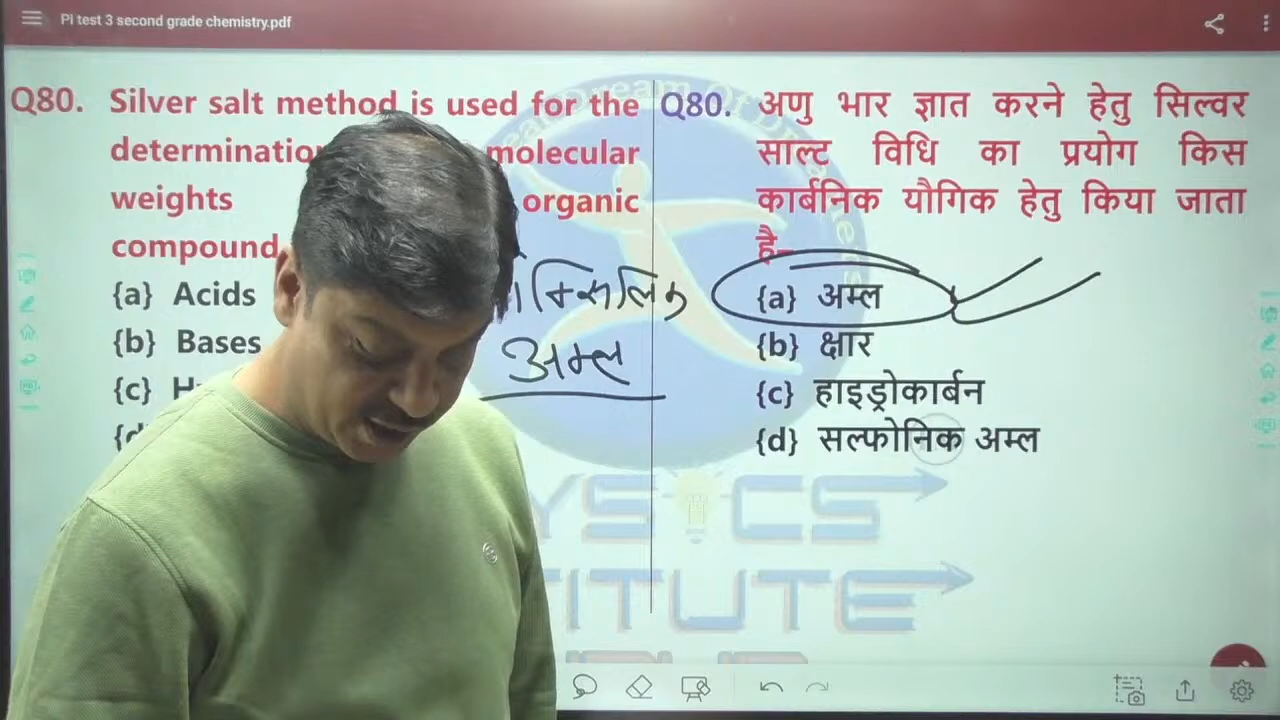 Pi test 3 second grade chemistry.pdf
Q80. Silver salt method is used for the
molecular
weights organic
compound
{a} Acids
{b} Bases
{c}
Q80. अणु भार ज्ञात करने हेतु सिल्वर
साल्ट विधि का प्रयोग किस
कार्बनिक यौगिक हेतु किया जाता
है-
{a} अम्ल
{b} क्षार
{c} हाइड्रोकार्बन
{d} सल्फोनिक अम्ल
अम्ल